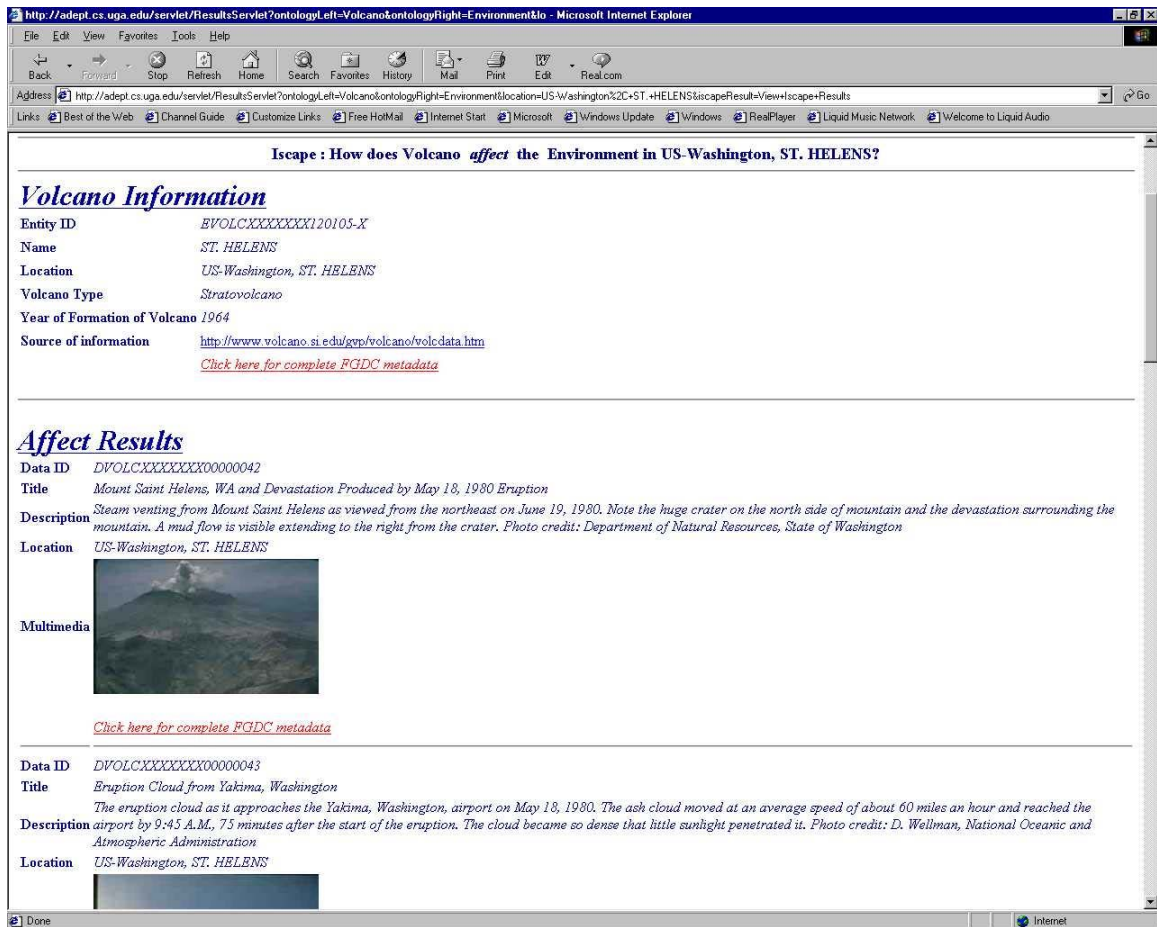 http://adept.cs.uga.edu/servlet/ResultsServlet?ontologyLeft=Volcano&ontologyRight=Environment&lo - Microsoft Internet Explorer
File Edit View Favorites Tools Help
Back Forward Stop Refresh Home Search Favorites History Mail Print Edit Real.com
Address http://adept.cs.uga.edu/servlet/ResultsServlet?ontologyLeft=Volcano&ontologyRight=Environment&location=US-Washington%2C+ST.+HELENS&iscapeResult=View+Iscape+Results Go
Links Best of the Web Channel Guide Customize Links Free HotMail Internet Start Microsoft Windows Update Windows RealPlayer Liquid Music Network Welcome to Liquid Audio
Iscape : How does Volcano affect the Environment in US-Washington, ST. HELENS?
Volcano Information
Entity ID EVOLCXXXXXXX120105-X
Name ST. HELENS
Location US-Washington, ST. HELENS
Volcano Type Stratovolcano
Year of Formation of Volcano 1964
Source of information http://www.volcano.si.edu/gvp/volcano/volcdata.htm
Click here for complete FGDC metadata
Affect Results
Data ID DVOLCXXXXXXX00000042
Title Mount Saint Helens, WA and Devastation Produced by May 18, 1980 Eruption
Description Steam venting from Mount Saint Helens as viewed from the northeast on June 19, 1980. Note the huge crater on the north side of mountain and the devastation surrounding the
mountain. A mud flow is visible extending to the right from the crater. Photo credit: Department of Natural Resources, State of Washington
Location US-Washington, ST. HELENS
Multimedia
Click here for complete FGDC metadata
Data ID DVOLCXXXXXXX00000043
Title Eruption Cloud from Yakima, Washington
The eruption cloud as it approaches the Yakima, Washington, airport on May 18, 1980. The ash cloud moved at an average speed of about 60 miles an hour and reached the
Description airport by 9:45 A.M., 75 minutes after the start of the eruption. The cloud became so dense that little sunlight penetrated it. Photo credit: D. Wellman, National Oceanic and
Atmospheric Administration
Location US-Washington, ST. HELENS
Done Internet